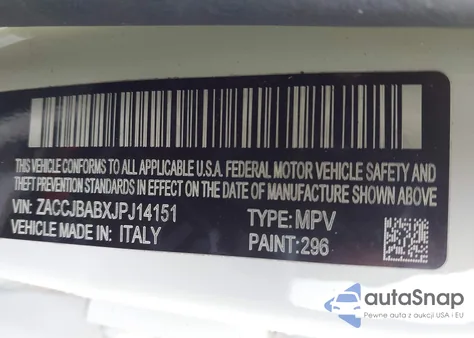 THIS VEHICLE CONFORMS TO ALL APPLICABLE U.S.A. FEDERAL MOTOR VEHICLE SAFETY AND
THEFT PREVENTION STANDARDS IN EFFECT ON THE DATE OF MANUFACTURE SHOWN ABOVE
VIN: ZACCJBABXJPJ14151 TYPE: MPV
VEHICLE MADE IN: ITALY PAINT: 296
autoSnap
Pewne auta z aukcji USA i EU